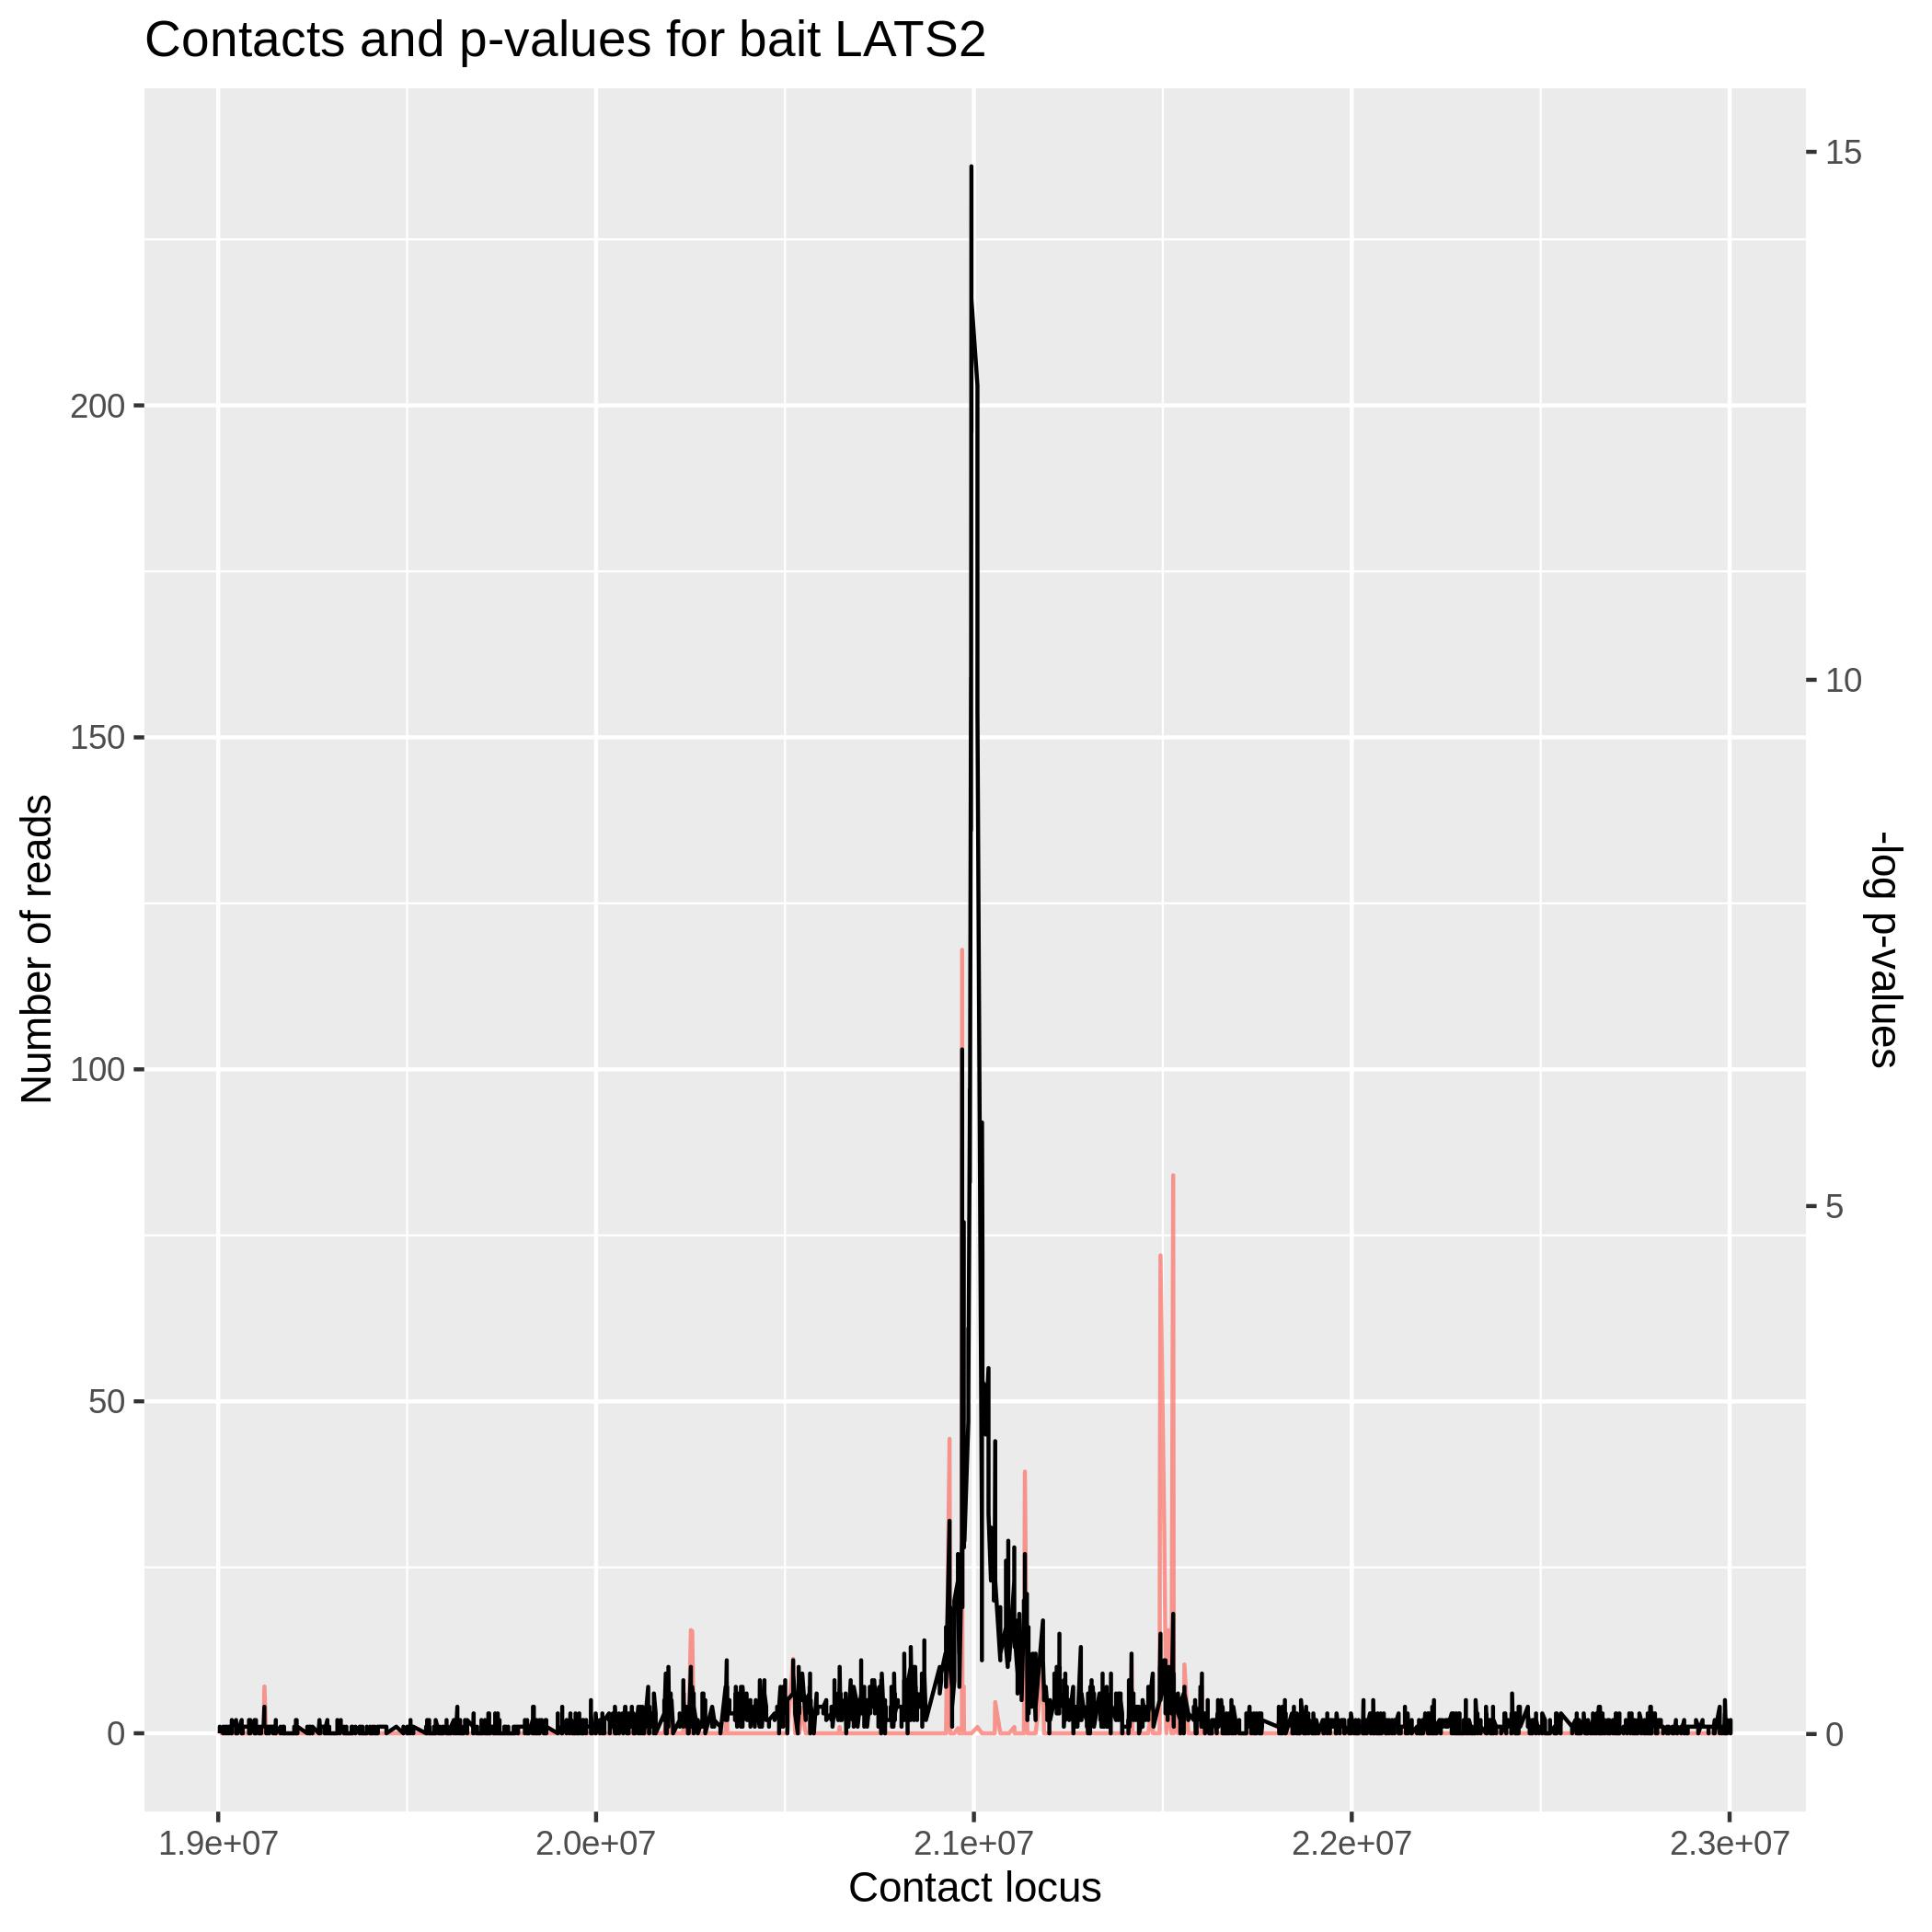 Contacts and p-values for bait LATS2
Number of reads
200
150
100
50
0
15
10
5
0
-log p-values
1.9e+07
2.0e+07
2.1e+07
2.2e+07
2.3e+07
Contact locus